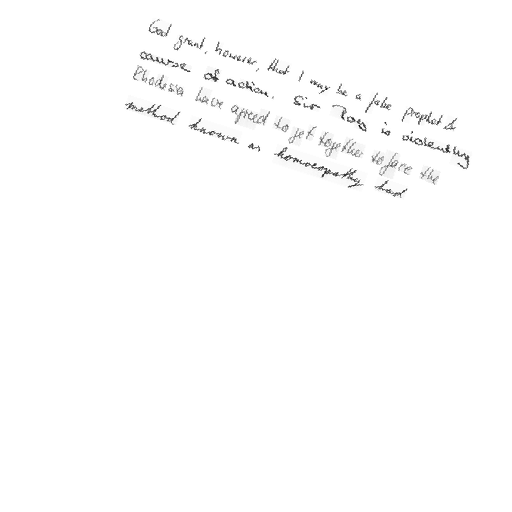 God grant, however, that I may be a false prophet &
course of action. Sir Roy is violently
Rhodesia have agreed to get together to face the
method known as homoeopathy had